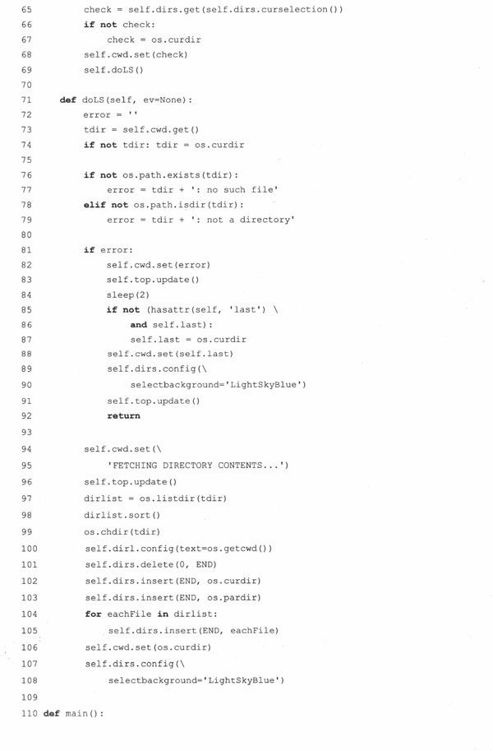 65 check = self.dirs.get(self.dirs.curselection())
66 if not check:
67 check = os.curdir
68 self.cwd.set(check)
69 self.doLS()
70
71 def doLS(self, ev=None):
72 error = ''
73 tdir = self.cwd.get()
74 if not tdir: tdir = os.curdir
75
76 if not os.path.exists(tdir):
77 error = tdir + ': no such file'
78 elif not os.path.isdir(tdir):
79 error = tdir + ': not a directory'
80
81 if error:
82 self.cwd.set(error)
83 self.top.update()
84 sleep(2)
85 if not (hasattr(self, 'last') \
86 and self.last):
87 self.last = os.curdir
88 self.cwd.set(self.last)
89 self.dirs.config(\
90 selectbackground='LightSkyBlue')
91 self.top.update()
92 return
93
94 self.cwd.set(\
95 'FETCHING DIRECTORY CONTENTS...')
96 self.top.update()
97 dirlist = os.listdir(tdir)
98 dirlist.sort()
99 os.chdir(tdir)
100 self.dirl.config(text=os.getcwd())
101 self.dirs.delete(0, END)
102 self.dirs.insert(END, os.curdir)
103 self.dirs.insert(END, os.pardir)
104 for eachFile in dirlist:
105 self.dirs.insert(END, eachFile)
106 self.cwd.set(os.curdir)
107 self.dirs.config(\
108 selectbackground='LightSkyBlue')
109
110 def main():